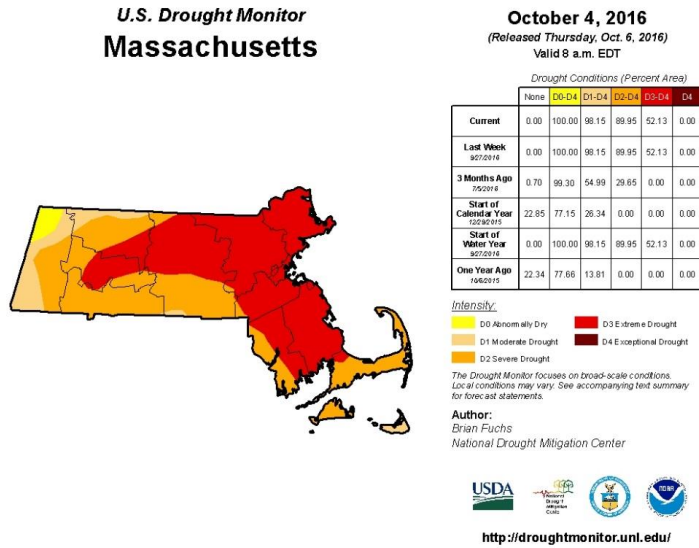 U.S. Drought Monitor
Massachusetts
October 4, 2016
(Released Thursday, Oct. 6, 2016)
Valid 8 a.m. EDT
Drought Conditions (Percent Area)
None D0-D4 D1-D4 D2-D4 D3-D4 D4
Current 0.00 100.00 98.15 89.95 52.13 0.00
Last Week
9/27/2016
0.00 100.00 98.15 89.95 52.13 0.00
3 Months Ago
7/5/2016
0.70 99.30 54.99 29.65 0.00 0.00
Start of
Calendar Year
12/29/2015
22.85 77.15 26.34 0.00 0.00 0.00
Start of
Water Year
9/27/2016
0.00 100.00 98.15 89.95 52.13 0.00
One Year Ago
10/6/2015
22.34 77.66 13.81 0.00 0.00 0.00
Intensity:
D0 Abnormally Dry
D3 Extreme Drought
D1 Moderate Drought
D4 Exceptional Drought
D2 Severe Drought
The Drought Monitor focuses on broad-scale conditions.
Local conditions may vary. See accompanying text summary
for forecast statements.
Author:
Brian Fuchs
National Drought Mitigation Center
USDA
National
Drought
Mitigation
Center
NOAA
http://droughtmonitor.unl.edu/